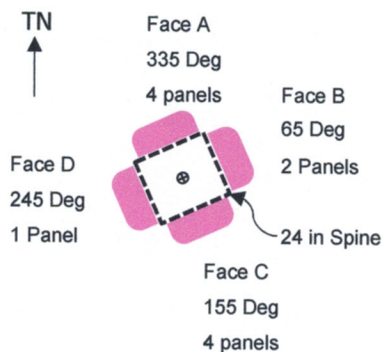 TN
Face A
335 Deg
4 panels
Face B
65 Deg
2 Panels
Face D
245 Deg
1 Panel
24 in Spine
Face C
155 Deg
4 panels